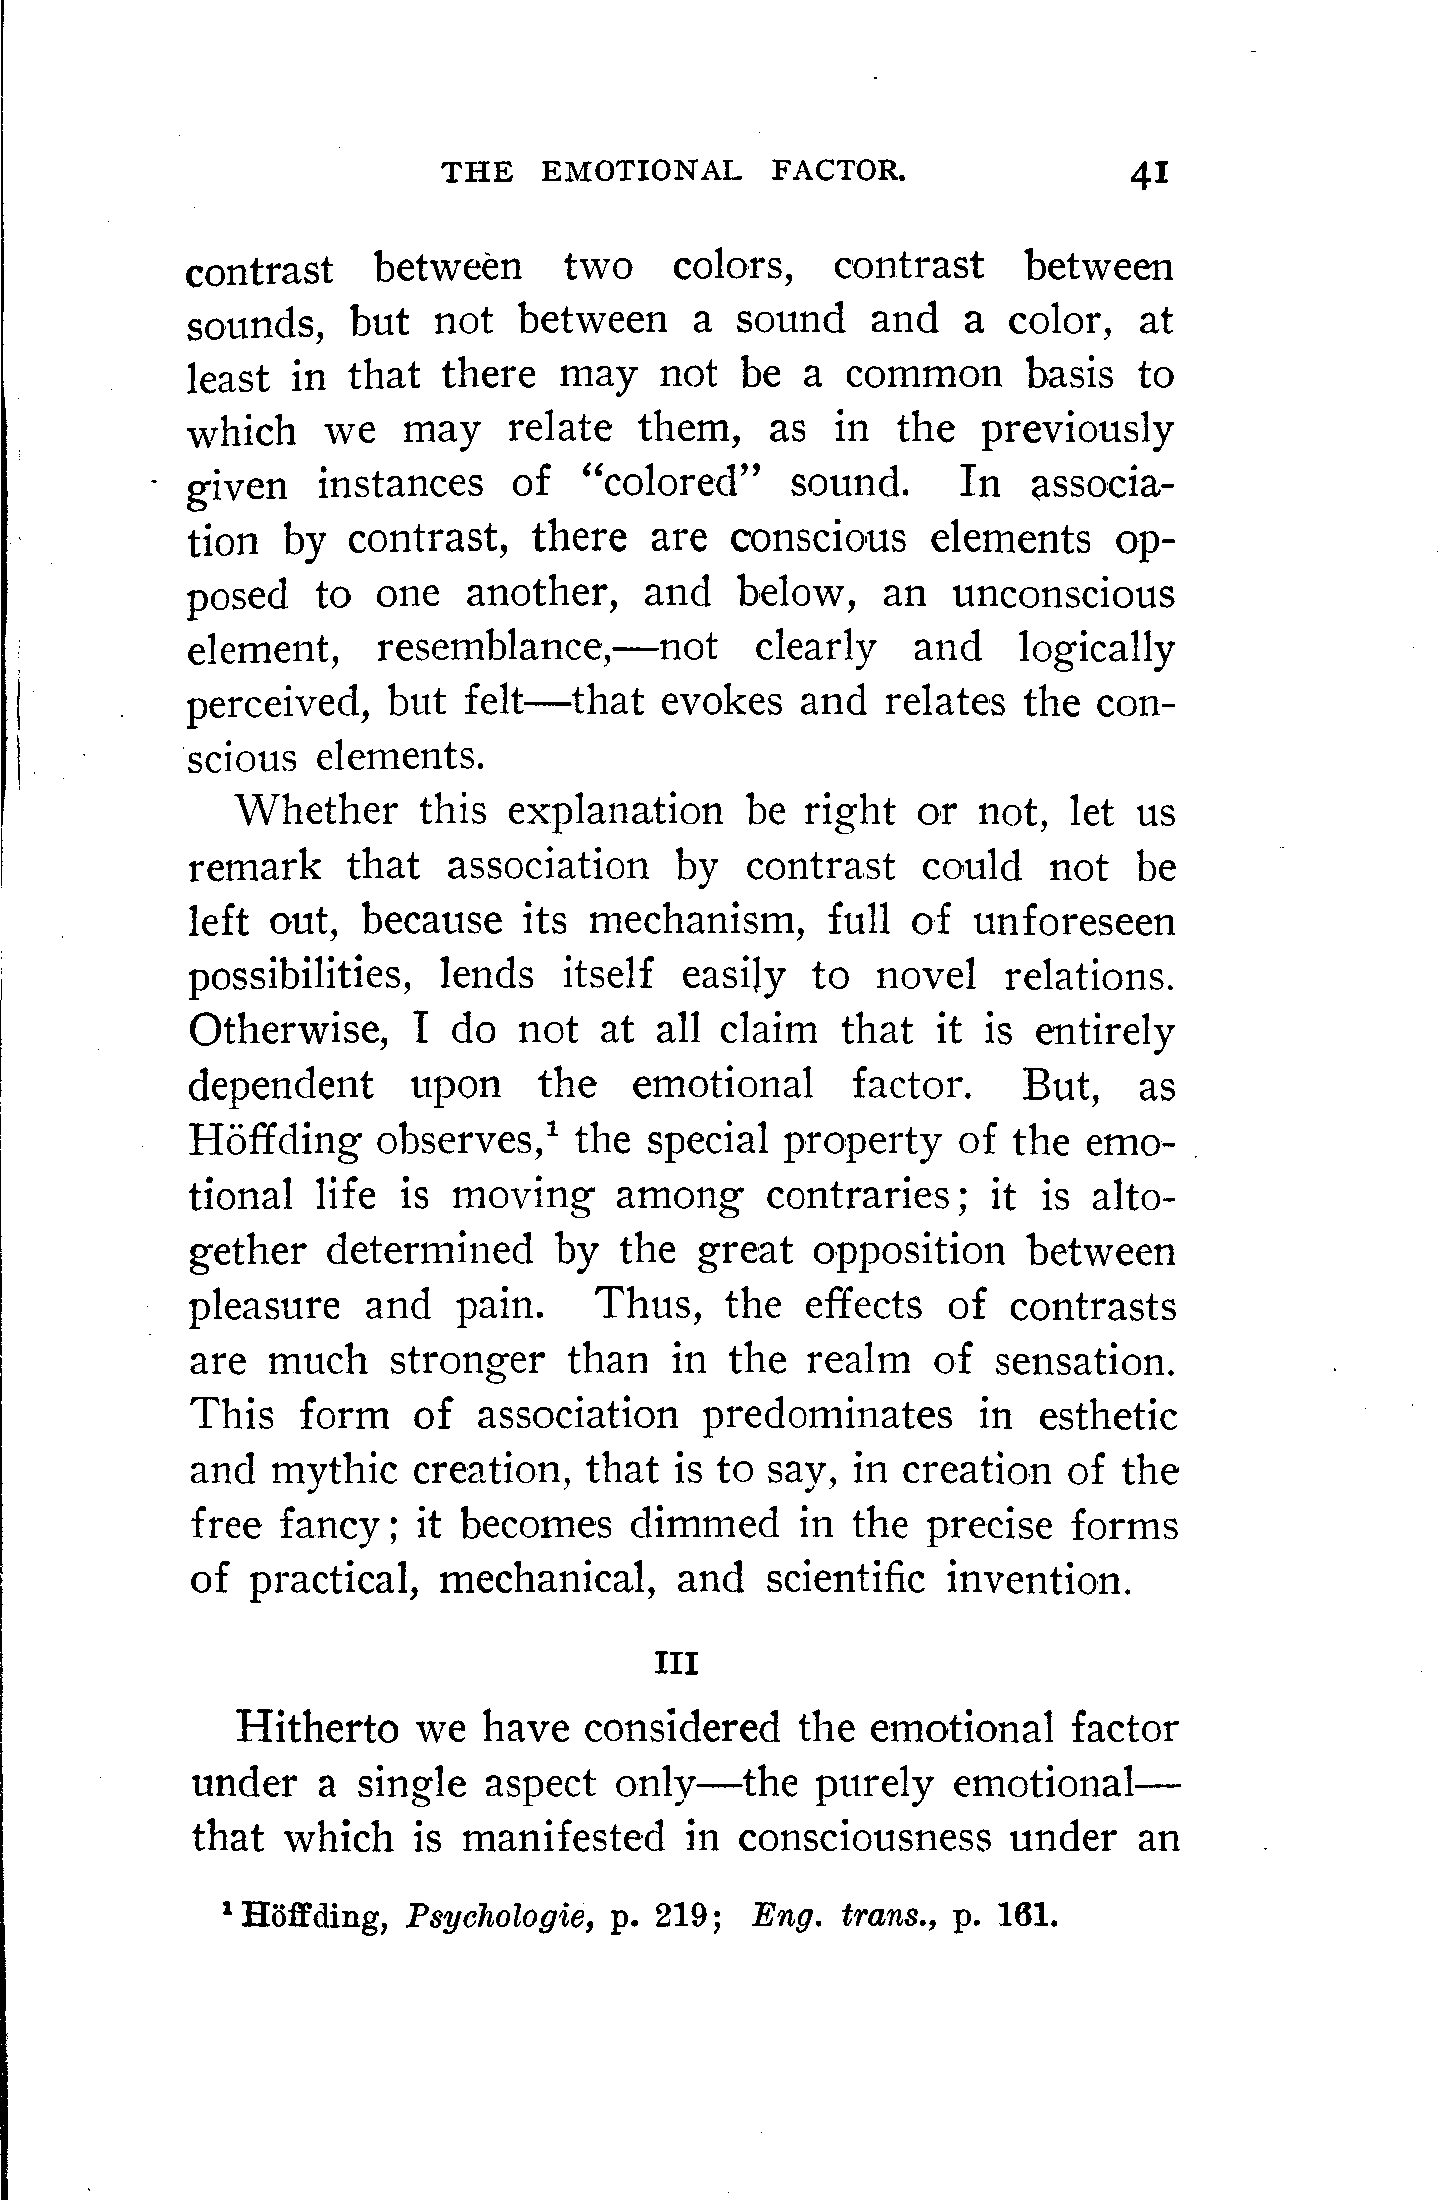 THE EMOTIONAL FACTOR. 41
contrast between two colors, contrast between
sounds, but not between a sound and a color, at
least in that there may not be a common basis to
which we may relate them, as in the previously
given instances of “colored” sound. In associa-
tion by contrast, there are conscious elements op-
posed to one another, and below, an unconscious
element, resemblance,—not clearly and logically
perceived, but felt—that evokes and relates the con-
scious elements.
Whether this explanation be right or not, let us
remark that association by contrast could not be
left out, because its mechanism, full of unforeseen
possibilities, lends itself easily to novel relations.
Otherwise, I do not at all claim that it is entirely
dependent upon the emotional factor. But, as
Höffding observes,¹ the special property of the emo-
tional life is moving among contraries; it is alto-
gether determined by the great opposition between
pleasure and pain. Thus, the effects of contrasts
are much stronger than in the realm of sensation.
This form of association predominates in esthetic
and mythic creation, that is to say, in creation of the
free fancy; it becomes dimmed in the precise forms
of practical, mechanical, and scientific invention.
III
Hitherto we have considered the emotional factor
under a single aspect only—the purely emotional—
that which is manifested in consciousness under an
¹ Höffding, Psychologie, p. 219; Eng. trans., p. 161.